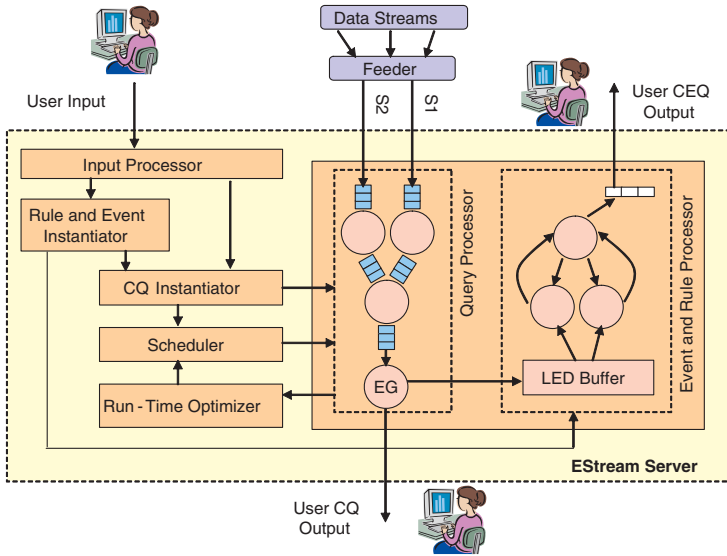 Data Streams
Feeder
User Input
S2
S1
User CEQ
Output
Input Processor
Rule and Event
Instantiator
CQ Instantiator
Scheduler
Run - Time Optimizer
Query Processor
EG
Event and Rule Processor
LED Buffer
EStream Server
User CQ
Output